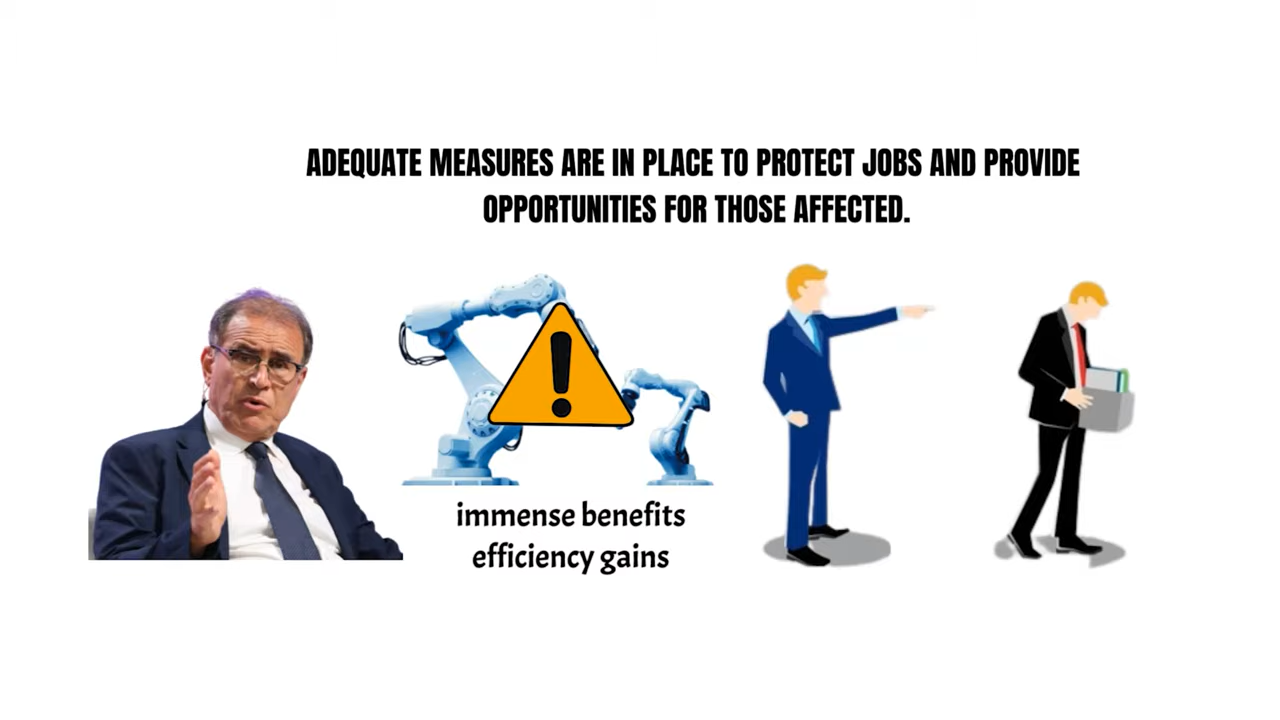 ADEQUATE MEASURES ARE IN PLACE TO PROTECT JOBS AND PROVIDE
OPPORTUNITIES FOR THOSE AFFECTED.
immense benefits
efficiency gains